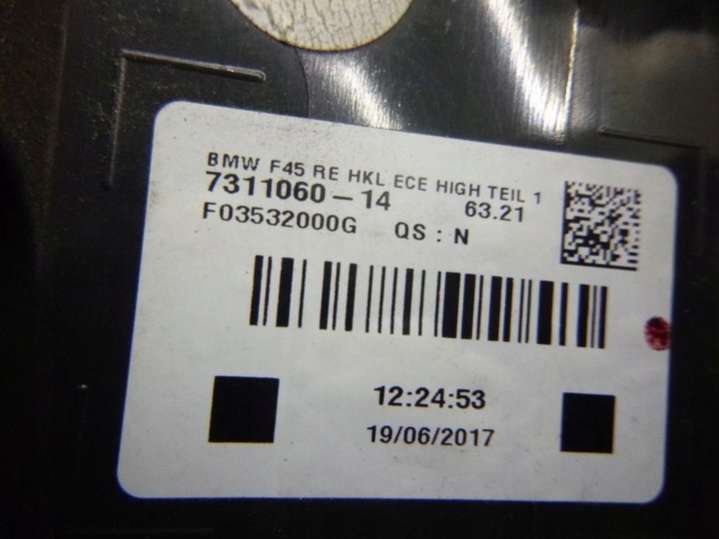 BMW F45 RE HKL ECE HIGH TEIL 1
7311060-14 63.21
F03532000G QS : N
12:24:53
19/06/2017